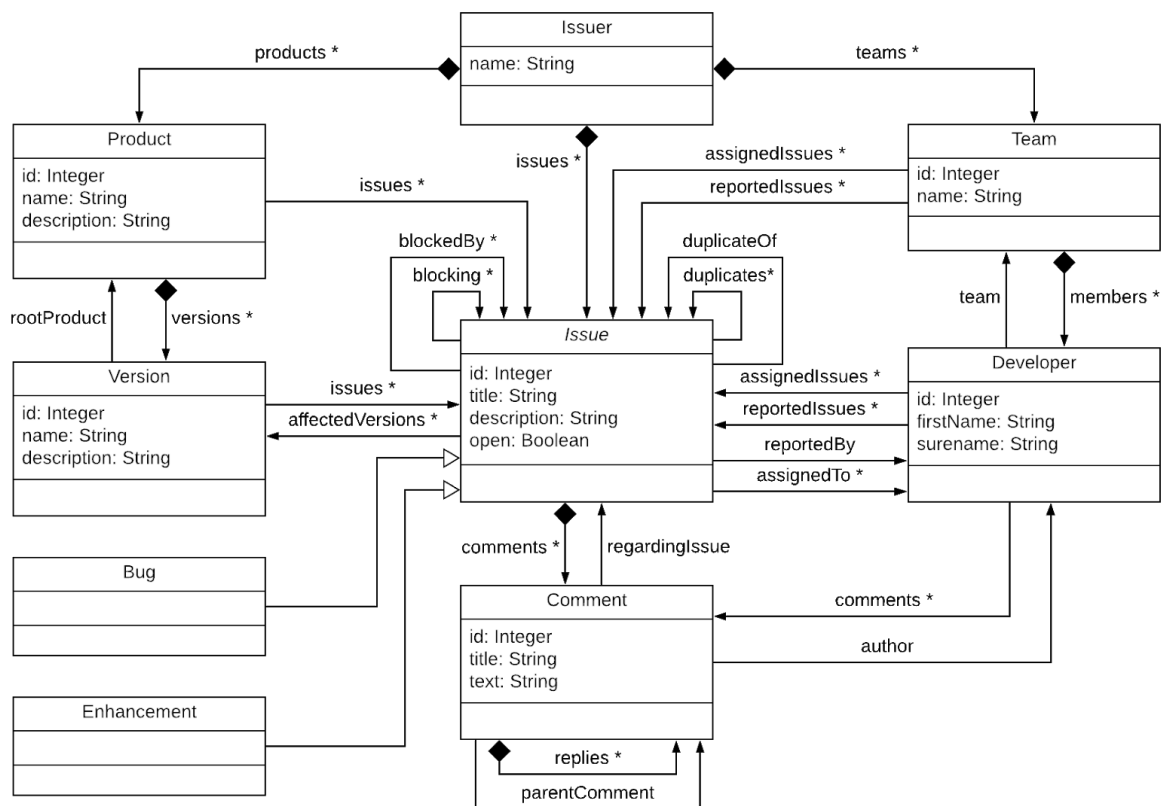 Issuer
name: String
products *
teams *
issues *
Product
id: Integer
name: String
description: String
Team
id: Integer
name: String
assignedIssues *
reportedIssues *
issues *
blockedBy *
blocking *
duplicateOf
duplicates*
rootProduct
versions *
team
members *
Issue
id: Integer
title: String
description: String
open: Boolean
Version
id: Integer
name: String
description: String
Developer
id: Integer
firstName: String
surename: String
issues *
affectedVersions *
assignedIssues *
reportedIssues *
reportedBy
assignedTo *
comments *
regardingIssue
Bug
Comment
id: Integer
title: String
text: String
comments *
author
Enhancement
replies *
parentComment